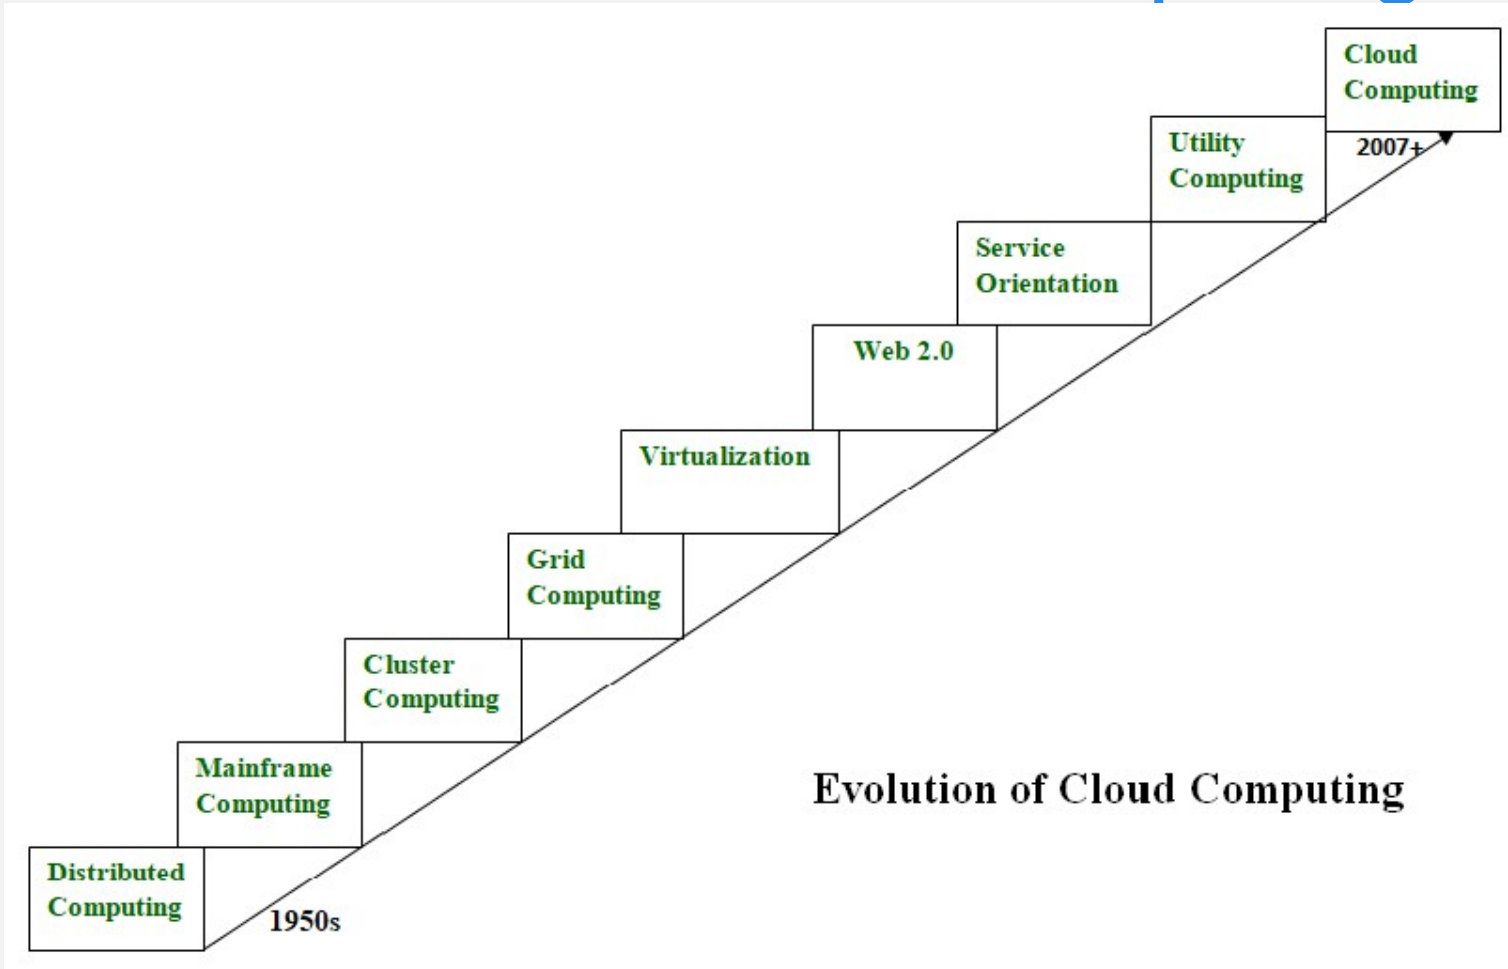 Cloud
Computing
2007+
Utility
Computing
Service
Orientation
Web 2.0
Virtualization
Grid
Computing
Cluster
Computing
Mainframe
Computing
Evolution of Cloud Computing
Distributed
Computing
1950s